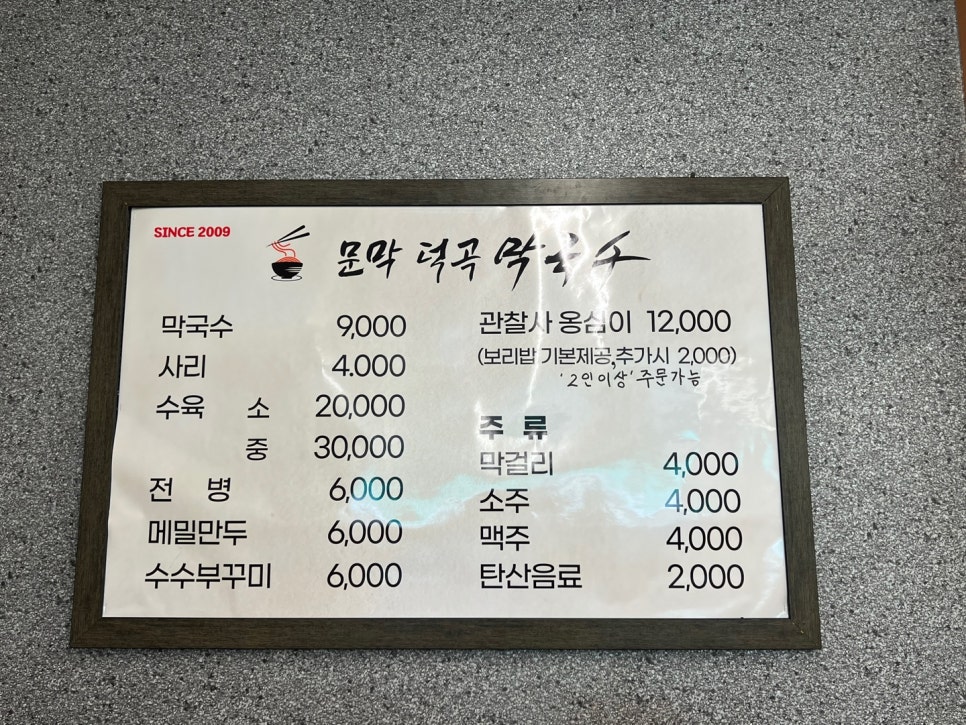 SINCE 2009
문막 덕곡 막국수
막국수 9,000
사리 4.000
수육 소 20,000
중 30,000
전 병 6,000
메밀만두 6,000
수수부꾸미 6,000
관찰사 옹심이 12,000
(보리밥 기본제공,추가시 2,000)
'2인이상' 주문가능
주 류
막걸리 4,000
소주 4,000
맥주 4,000
탄산음료 2,000